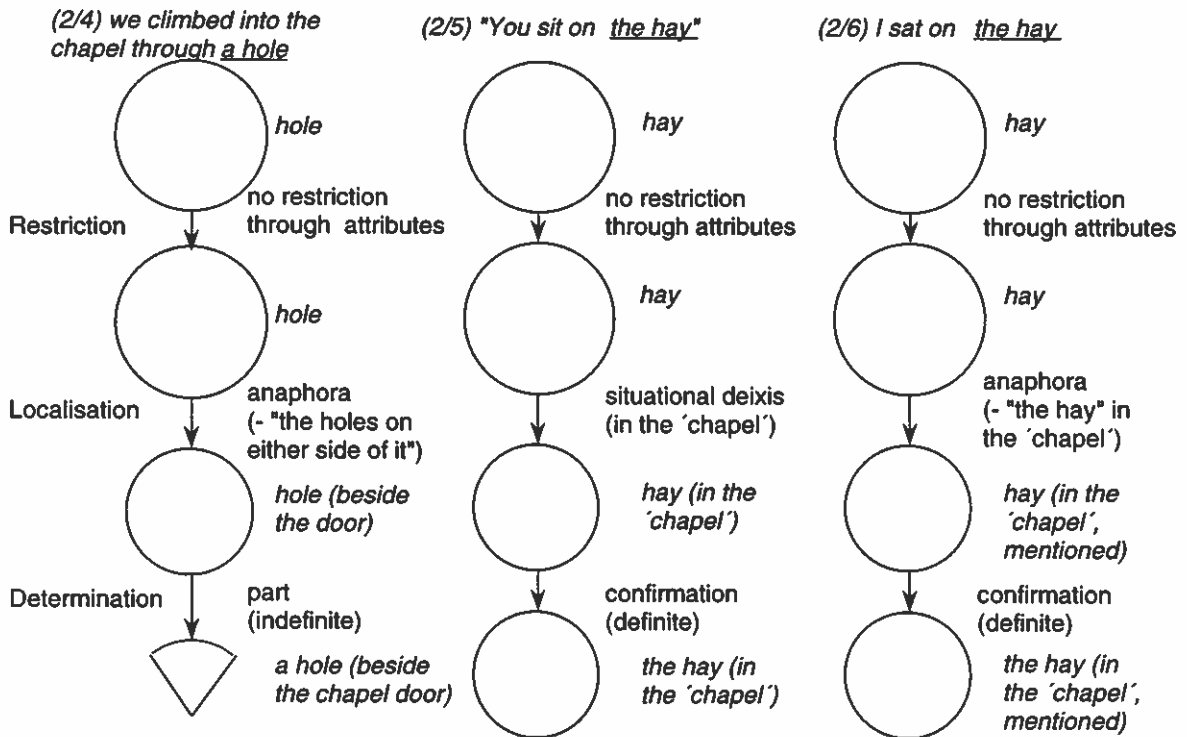 (2/4) we climbed into the
chapel through a hole
hole
no restriction
through attributes
Restriction
hole
Localisation
anaphora
(- "the holes on
either side of it")
hole (beside
the door)
Determination
part
(indefinite)
a hole (beside
the chapel door)
(2/5) "You sit on the hay"
hay
no restriction
through attributes
hay
situational deixis
(in the ´chapel´)
hay (in the
´chapel´)
confirmation
(definite)
the hay (in
the ´chapel´)
(2/6) I sat on the hay
hay
no restriction
through attributes
hay
anaphora
(- "the hay" in
the ´chapel´)
hay (in the
´chapel´,
mentioned)
confirmation
(definite)
the hay (in
the ´chapel´,
mentioned)